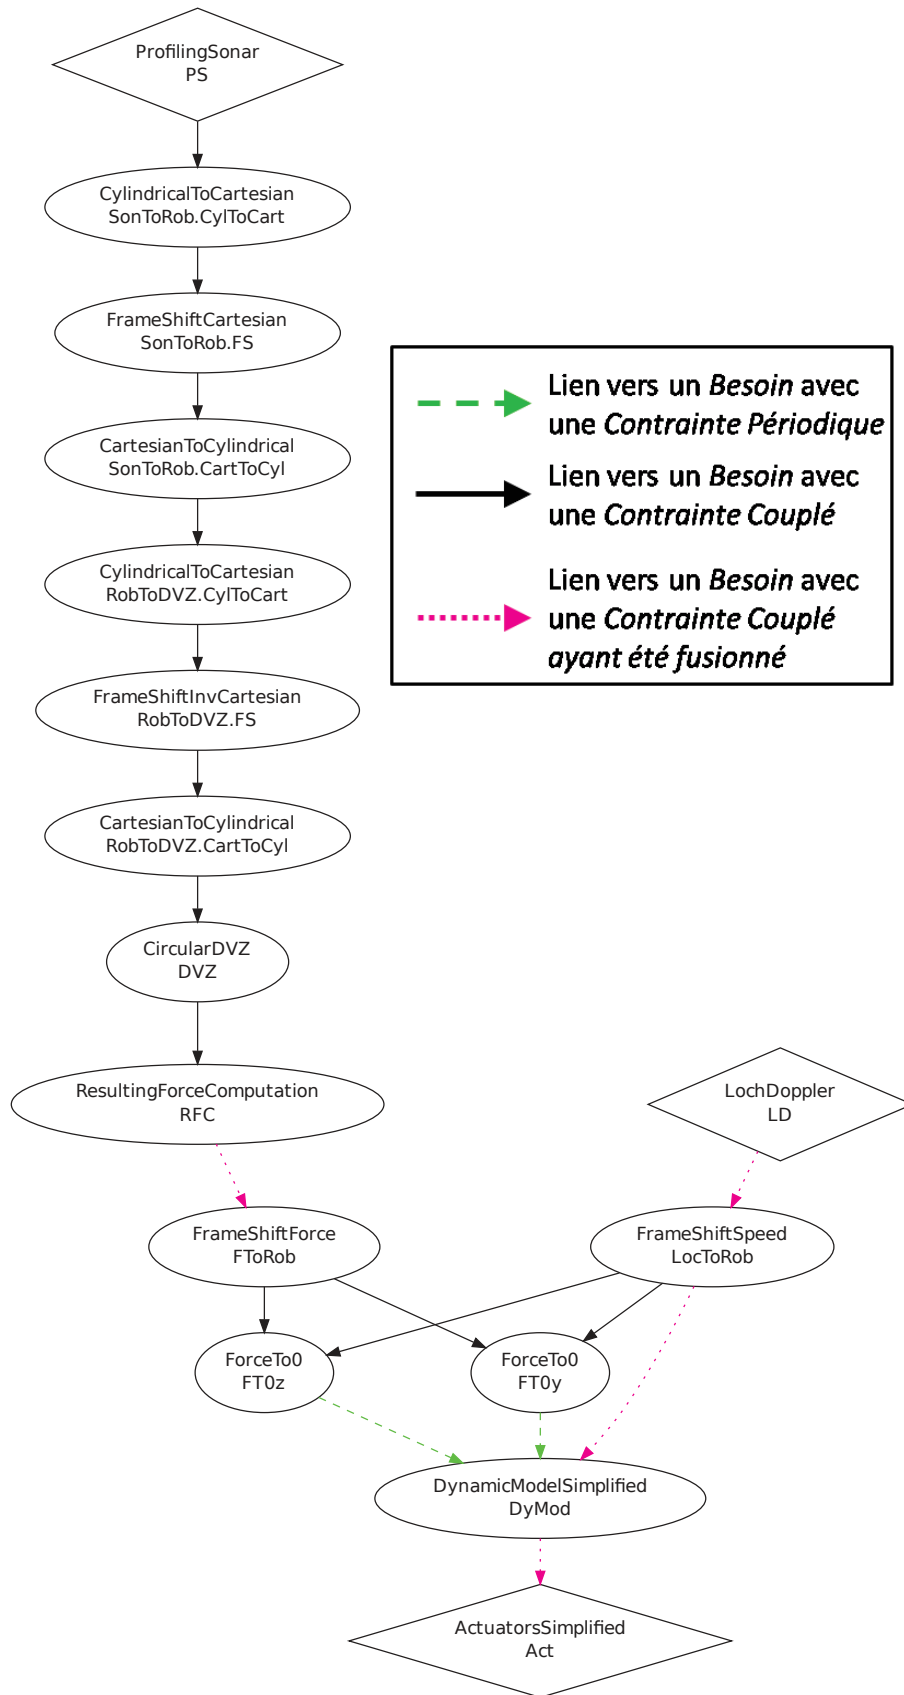 ProfilingSonar
PS
CylindricalToCartesian
SonToRob.CylToCart
FrameShiftCartesian
SonToRob.FS
CartesianToCylindrical
SonToRob.CartToCyl
CylindricalToCartesian
RobToDVZ.CylToCart
FrameShiftInvCartesian
RobToDVZ.FS
CartesianToCylindrical
RobToDVZ.CartToCyl
CircularDVZ
DVZ
ResultingForceComputation
RFC
LochDoppler
LD
FrameShiftForce
FToRob
FrameShiftSpeed
LocToRob
ForceTo0
FT0z
ForceTo0
FT0y
DynamicModelSimplified
DyMod
ActuatorsSimplified
Act
Lien vers un Besoin avec
une Contrainte Périodique
Lien vers un Besoin avec
une Contrainte Couplé
Lien vers un Besoin avec
une Contrainte Couplé
ayant été fusionné